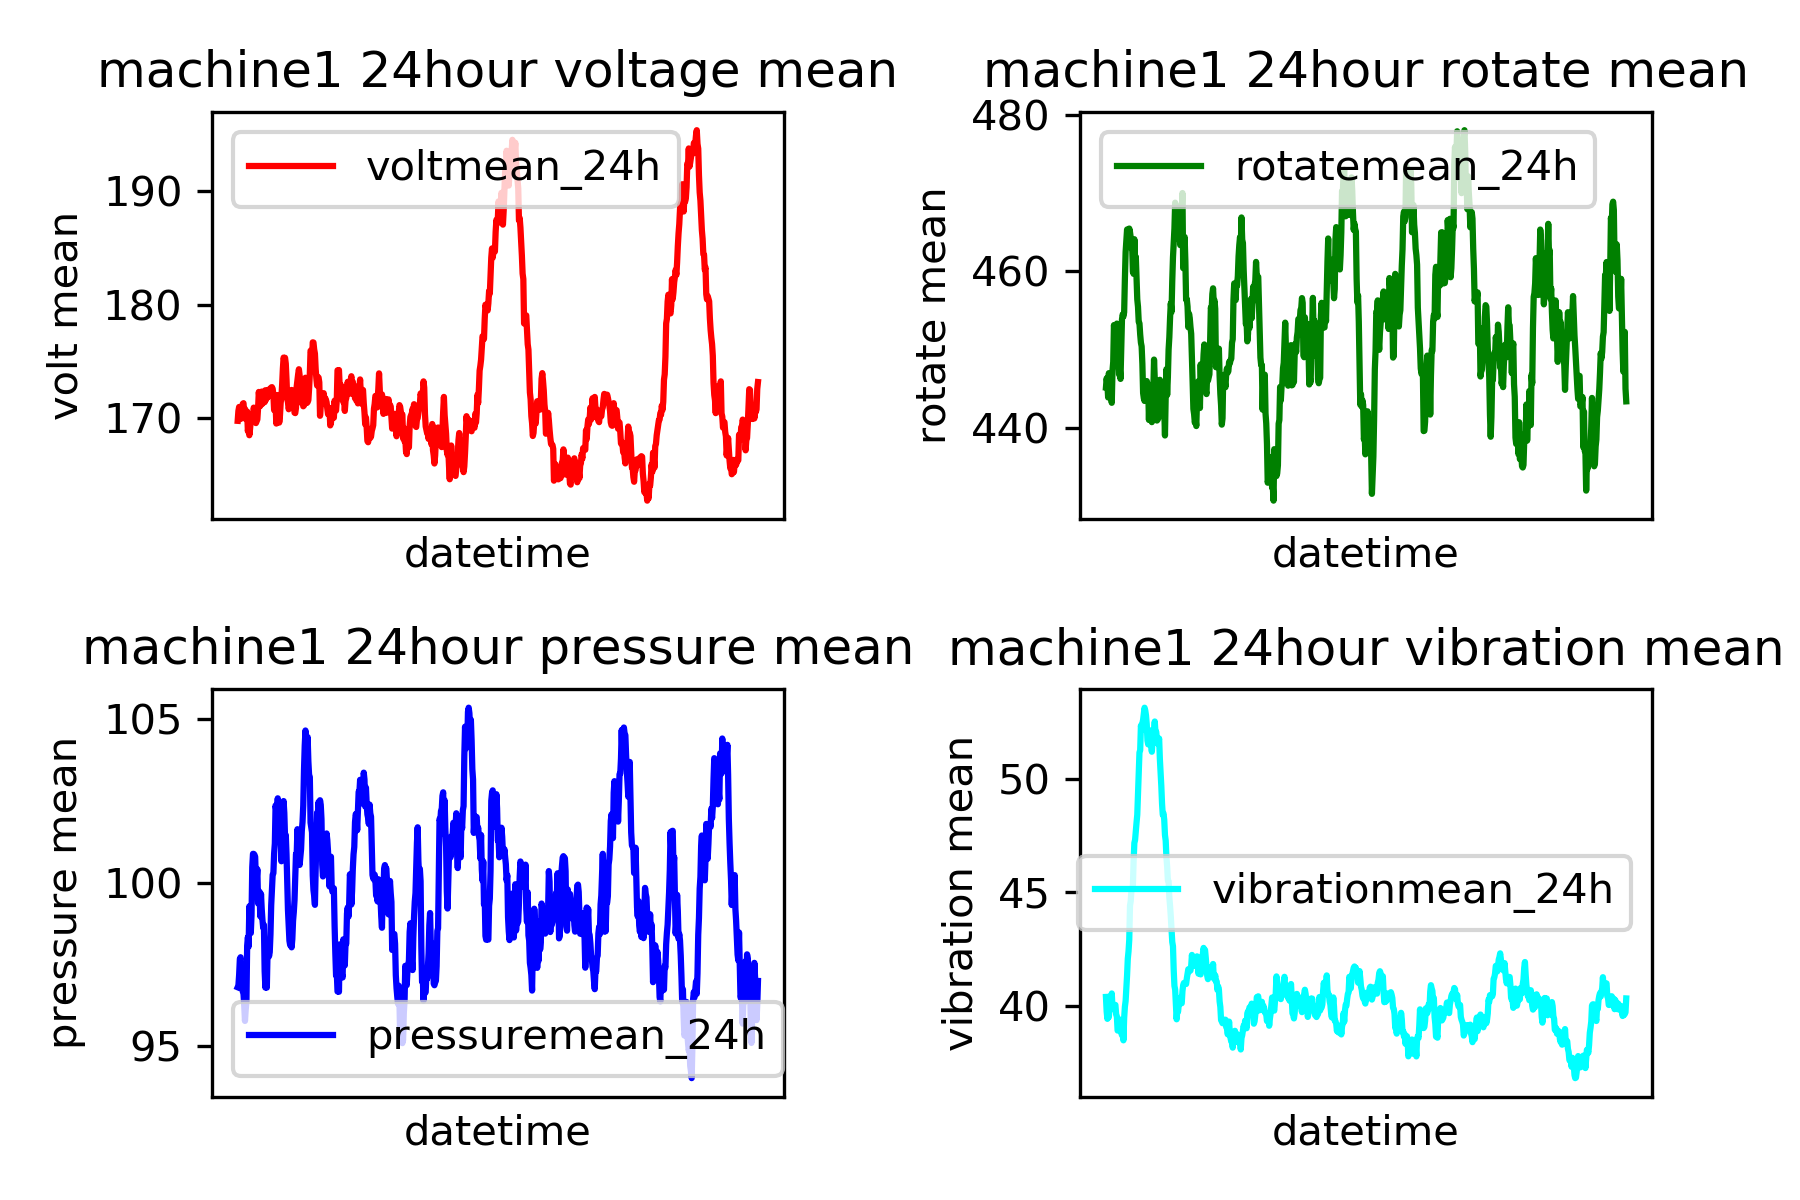 machine1 24hour voltage mean
volt mean
190
180
170
voltmean_24h
datetime
machine1 24hour rotate mean
rotate mean
480
460
440
rotatemean_24h
datetime
machine1 24hour pressure mean
pressure mean
105
100
95
pressuremean_24h
datetime
machine1 24hour vibration mean
vibration mean
50
45
40
vibrationmean_24h
datetime